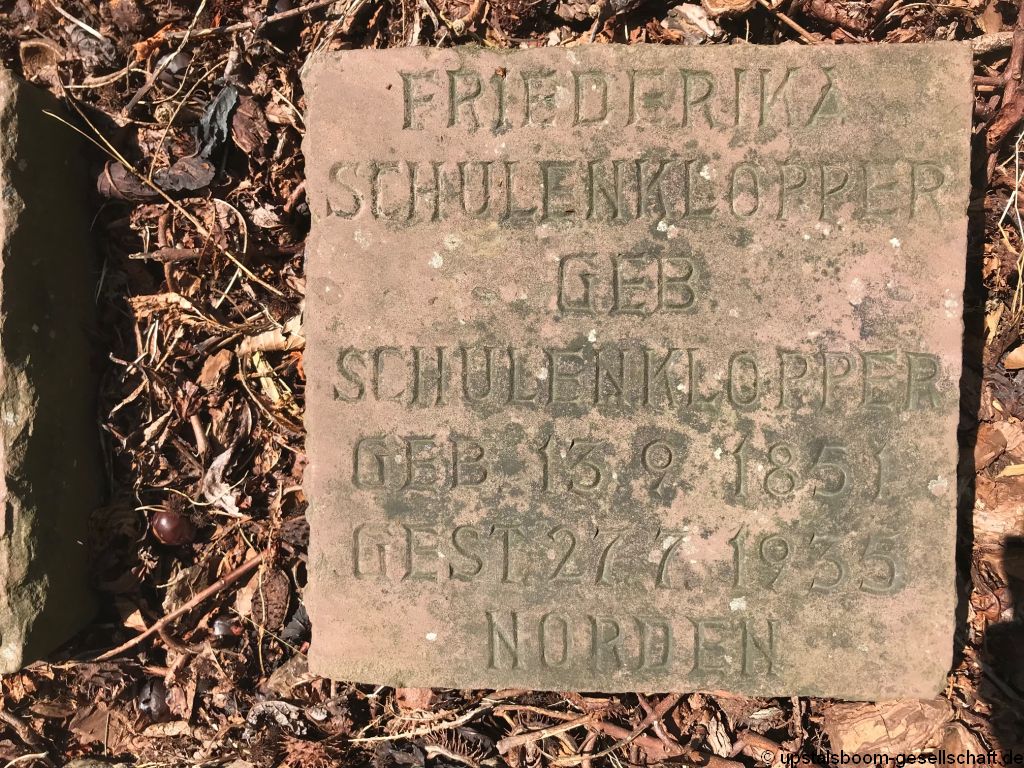 FRIEDERIKA
SCHULENKLOPPER
GEB
SCHULENKLOPPER
GEB 13 9 1851
GEST 27 7 1935
NORDEN
© upstalsboom-gesellschaft.de